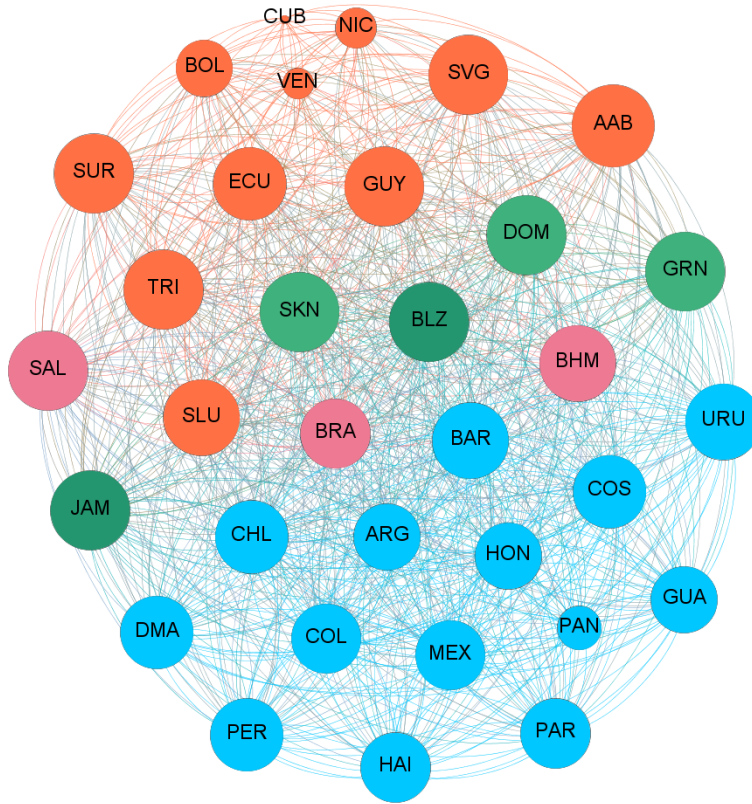 CUB
NIC
BOL
VEN
SVG
AAB
SUR
ECU
GUY
DOM
GRN
TRI
SKN
BLZ
SAL
BHM
SLU
BRA
BAR
URU
JAM
CHL
ARG
HON
COS
DMA
COL
MEX
PAN
GUA
PER
HAI
PAR